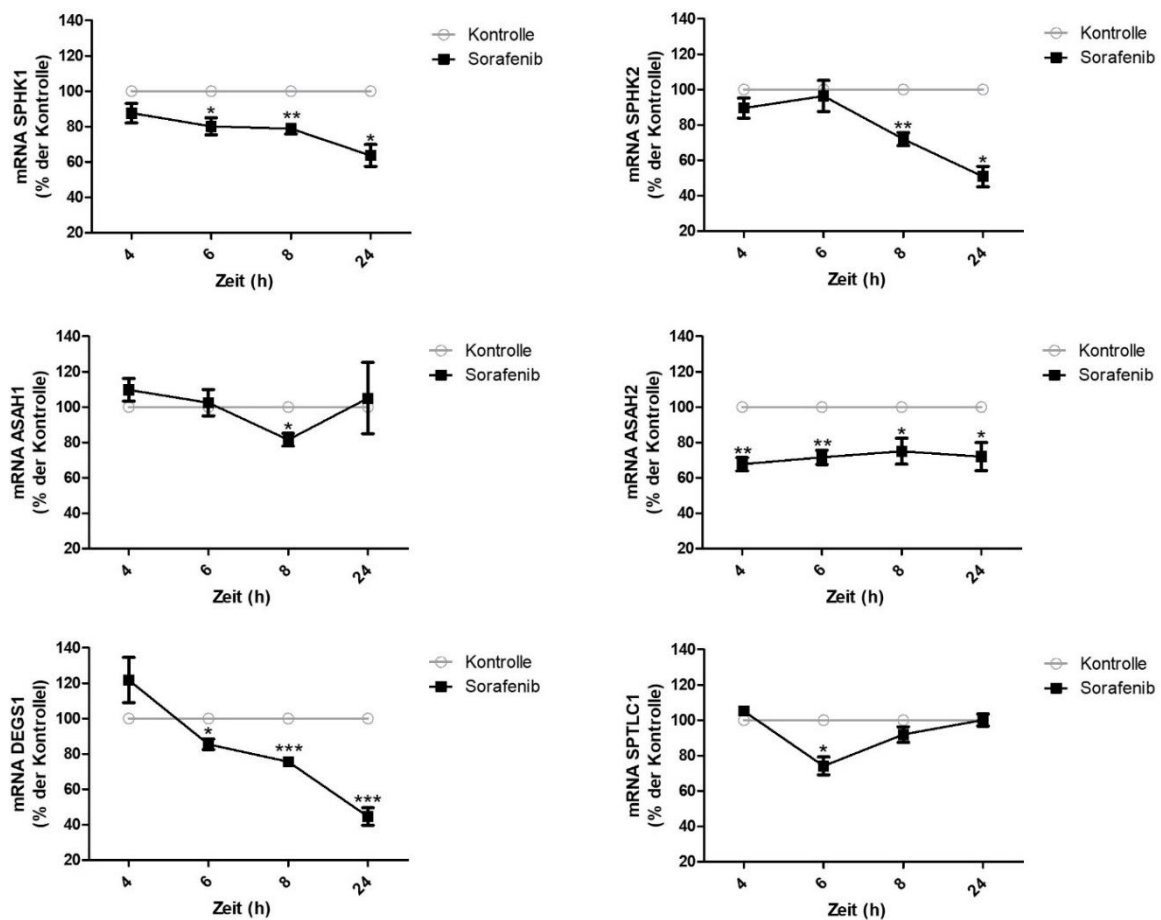 mRNA SPHK1
(% der Kontrolle)
140
120
100
80
60
40
20
*
**
*
4
6
8
24
Zeit (h)
Kontrolle
Sorafenib
mRNA SPHK2
(% der Kontrollel)
140
120
100
80
60
40
20
**
*
4
6
8
24
Zeit (h)
Kontrolle
Sorafenib
mRNA ASAH1
(% der Kontrolle)
140
120
100
80
60
40
20
*
4
6
8
24
Zeit (h)
Kontrolle
Sorafenib
mRNA ASAH2
(% der Kontrollel)
140
120
100
80
60
40
20
**
**
*
*
4
6
8
24
Zeit (h)
Kontrolle
Sorafenib
mRNA DEGS1
(% der Kontrollel)
140
120
100
80
60
40
20
*
***
***
4
6
8
24
Zeit (h)
Kontrolle
Sorafenib
mRNA SPTLC1
(% der Kontrolle)
140
120
100
80
60
40
20
*
4
6
8
24
Zeit (h)
Kontrolle
Sorafenib